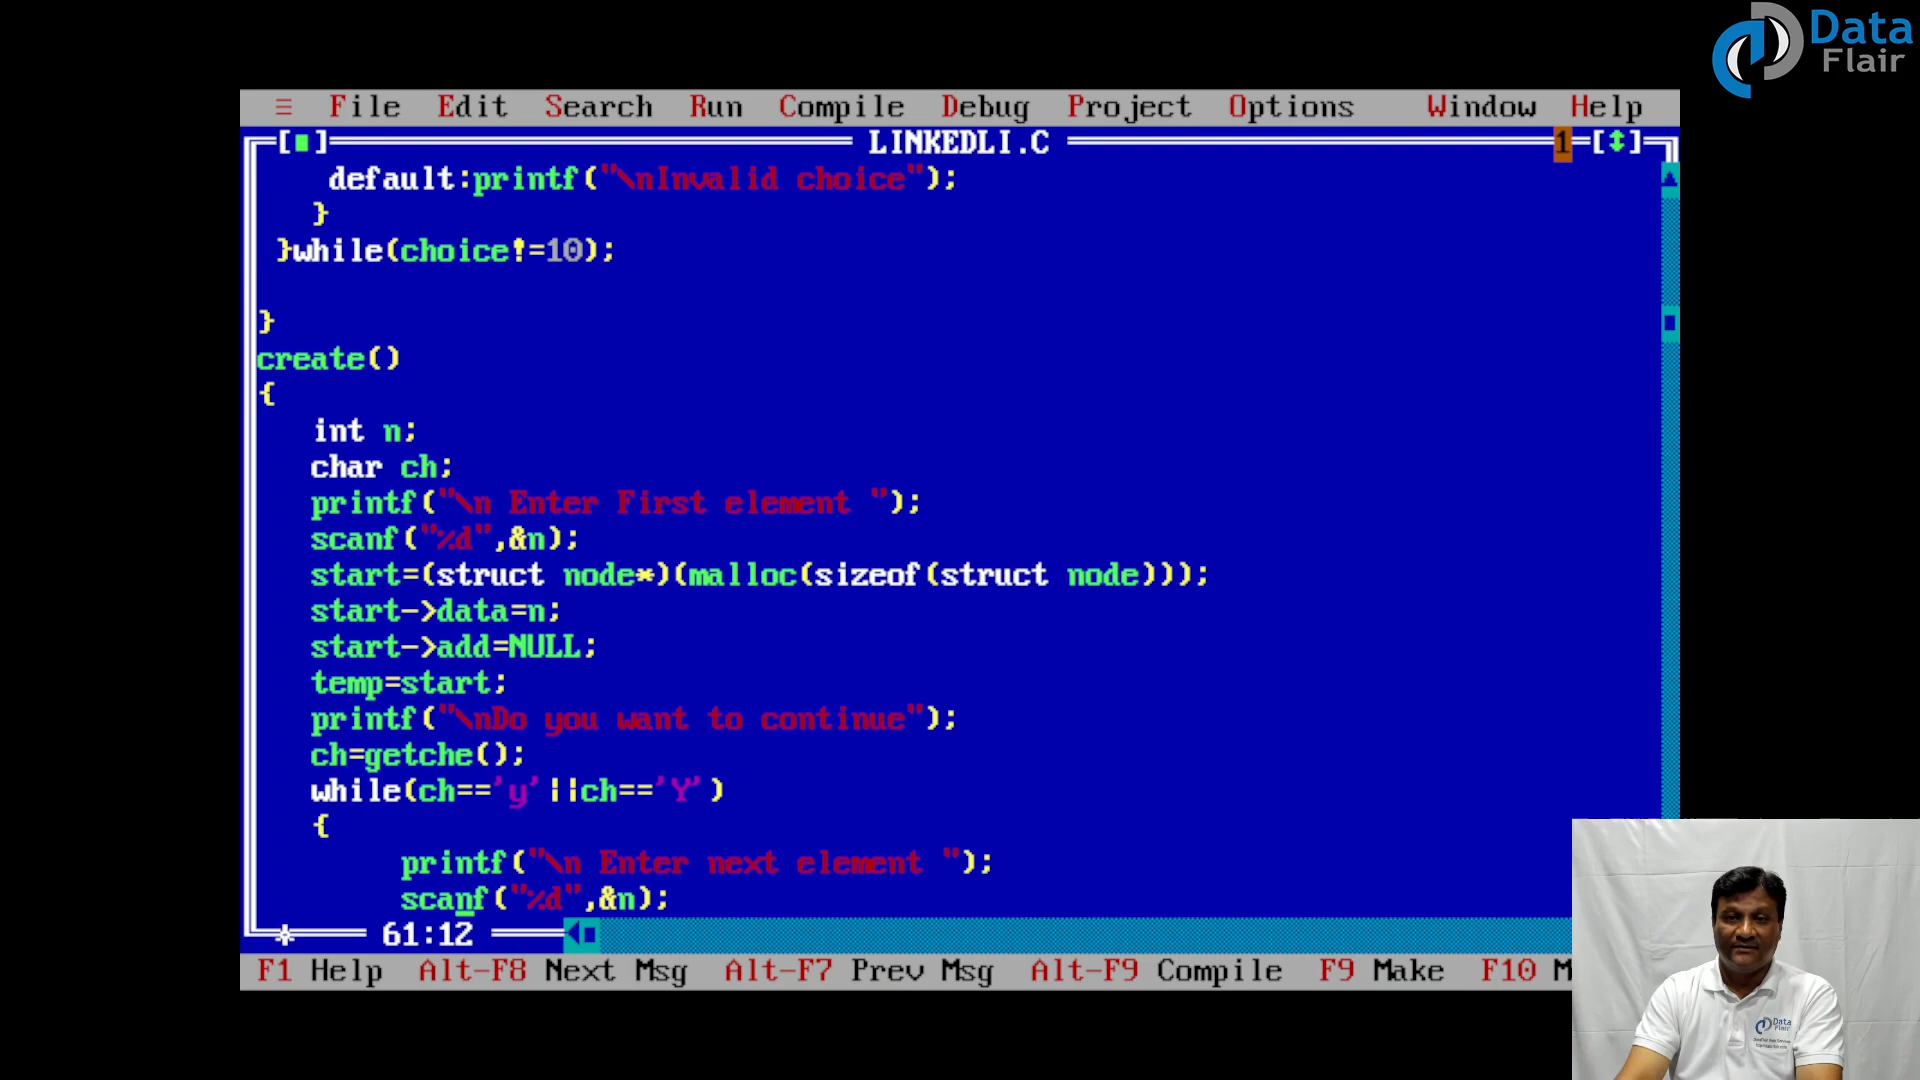 Data
Flair
≡ File Edit Search Run Compile Debug Project Options Window Help
[■] LINKEDLI.C 1=[↕]
default:printf("\nInvalid choice");
}
}while(choice!=10);
}
create()
{
int n;
char ch;
printf("\n Enter First element ");
scanf("%d",&n);
start=(struct node*)(malloc(sizeof(struct node)));
start->data=n;
start->add=NULL;
temp=start;
printf("\nDo you want to continue");
ch=getche();
while(ch=='y'||ch=='Y')
{
printf("\n Enter next element ");
scanf("%d",&n);
61:12
F1 Help Alt-F8 Next Msg Alt-F7 Prev Msg Alt-F9 Compile F9 Make F10 M
Data
Flair